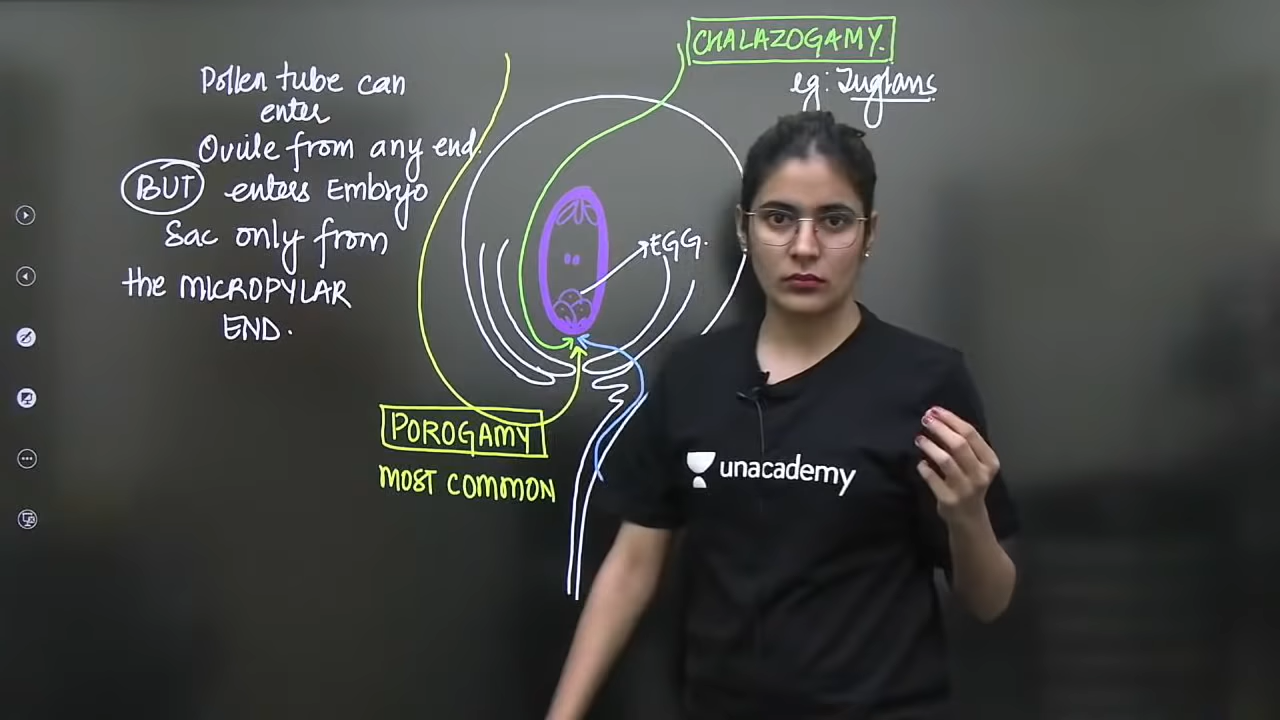 CHALAZOGAMY.
eg: Juglans
Pollen tube can
enter
Ovule from any end.
BUT enters Embryo
Sac only from
the MICROPYLAR
END.
EGG.
POROGAMY
MOST COMMON
unacademy